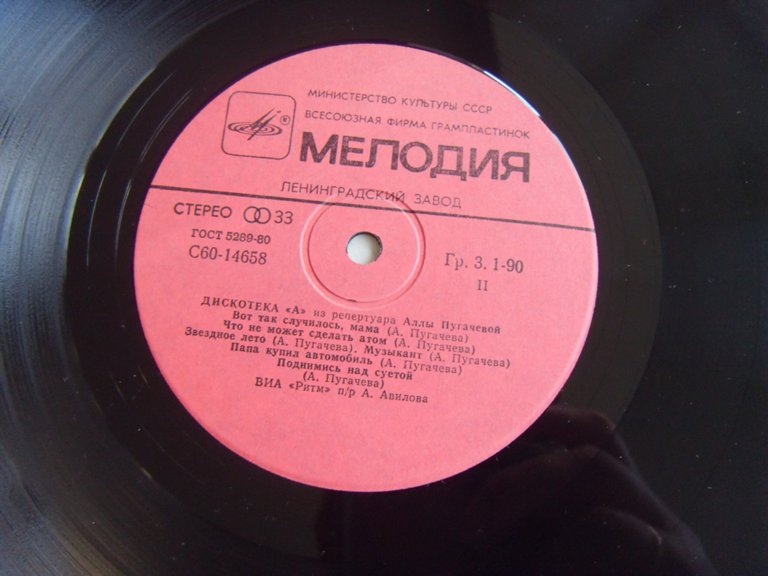 МИНИСТЕРСТВО КУЛЬТУРЫ СССР
ВСЕСОЮЗНАЯ ФИРМА ГРАМПЛАСТИНОК
®
МЕЛОДИЯ
ЛЕНИНГРАДСКИЙ ЗАВОД
СТЕРЕО 33
ГОСТ 5289-80
С60-14658
Гр. 3. 1-90
II
ДИСКОТЕКА «А» из репертуара Аллы Пугачевой
Вот так случилось, мама (А. Пугачева)
Что не может сделать атом (А. Пугачева)
Звездное лето (А. Пугачева). Музыкант (А. Пугачева)
Папа купил автомобиль (А. Пугачева)
Поднимись над суетой
(А. Пугачева)
ВИА «Ритм» п/р А. Авилова